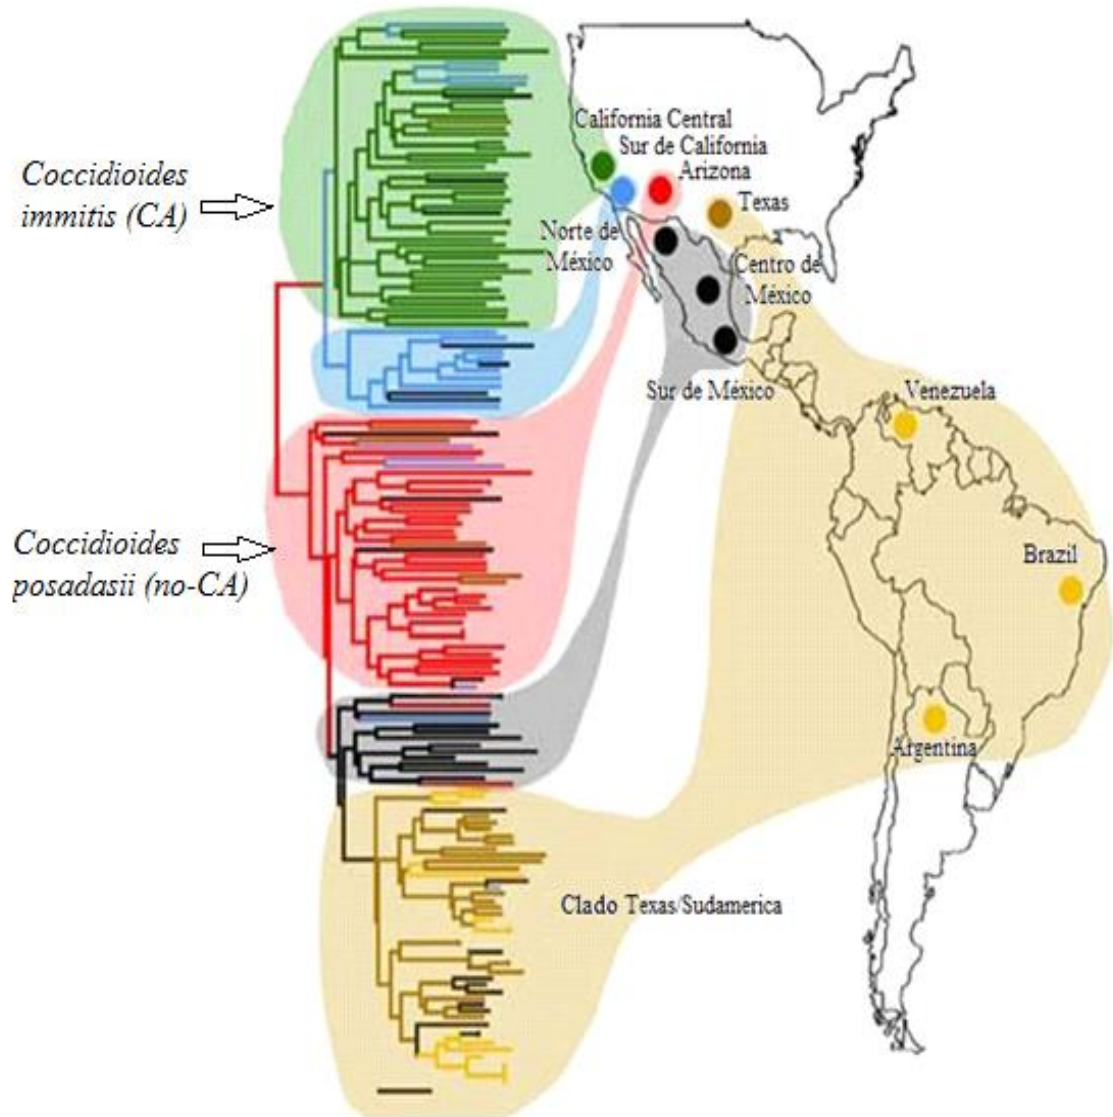 California Central
Sur de California
Arizona
Coccidioides
immitis (CA)
Texas
Norte de
México
Centro de
México
Sur de México
Venezuela
Coccidioides
posadasii (no-CA)
Brazil
Argentina
Clado Texas/Sudamerica